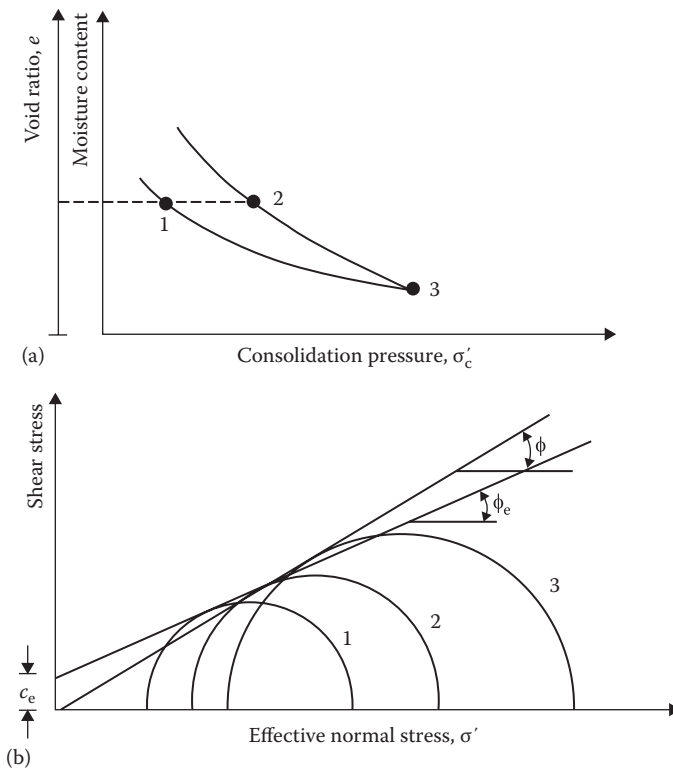 Void ratio, e
Moisture content
1
2
3
(a)
Consolidation pressure, σ′c
Shear stress
ϕ
ϕe
1
2
3
ce
Effective normal stress, σ′
(b)